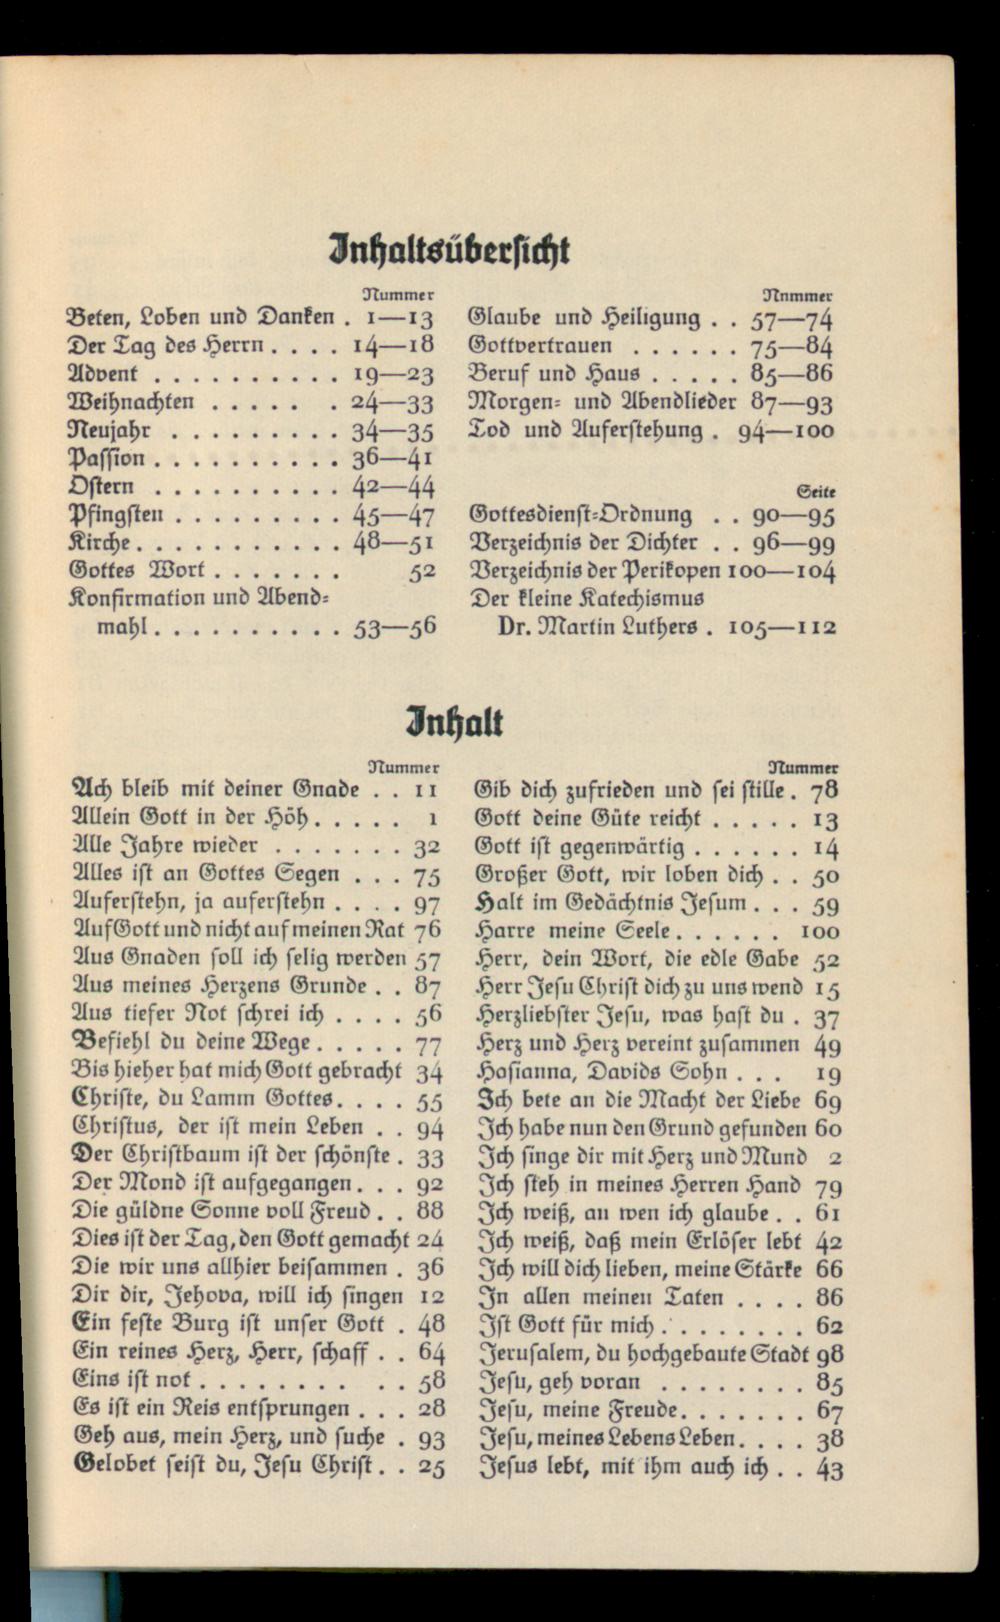 Inhaltsübersicht
Nummer
Beten, Loben und Danken . 1—13
Der Tag des Herrn . . . . 14—18
Advent . . . . . . . . . . 19—23
Weihnachten . . . . . . 24—33
Neujahr . . . . . . . . . 34—35
Passion . . . . . . . . . . 36—41
Ostern . . . . . . . . . . 42—44
Pfingsten . . . . . . . . . 45—47
Kirche . . . . . . . . . . . 48—51
Gottes Wort . . . . . . . 52
Konfirmation und Abend-
mahl . . . . . . . . . . 53—56
Nnmmer
Glaube und Heiligung . . 57—74
Gottvertrauen . . . . . . 75—84
Beruf und Haus . . . . . 85—86
Morgen- und Abendlieder 87—93
Tod und Auferstehung . 94—100
Seite
Gottesdienst-Ordnung . . 90—95
Verzeichnis der Dichter . . 96—99
Verzeichnis der Perikopen 100—104
Der kleine Katechismus
Dr. Martin Luthers . 105—112
Inhalt
Nummer
Ach bleib mit deiner Gnade . . 11
Allein Gott in der Höh . . . . . 1
Alle Jahre wieder . . . . . . . 32
Alles ist an Gottes Segen . . . 75
Auferstehn, ja auferstehn . . . . 97
Auf Gott und nicht auf meinen Rat 76
Aus Gnaden soll ich selig werden 57
Aus meines Herzens Grunde . . 87
Aus tiefer Not schrei ich . . . . 56
Befiehl du deine Wege . . . . . 77
Bis hieher hat mich Gott gebracht 34
Christe, du Lamm Gottes . . . . 55
Christus, der ist mein Leben . . 94
Der Christbaum ist der schönste . 33
Der Mond ist aufgegangen . . . 92
Die güldne Sonne voll Freud . . 88
Dies ist der Tag, den Gott gemacht 24
Die wir uns allhier beisammen . 36
Dir dir, Jehova, will ich singen 12
Ein feste Burg ist unser Gott . 48
Ein reines Herz, Herr, schaff . . 64
Eins ist not . . . . . . . . . . 58
Es ist ein Reis entsprungen . . . 28
Geh aus, mein Herz, und suche . 93
Gelobet seist du, Jesu Christ . . 25
Nummer
Gib dich zufrieden und sei stille . 78
Gott deine Güte reicht . . . . . 13
Gott ist gegenwärtig . . . . . . 14
Großer Gott, wir loben dich . . 50
Halt im Gedächtnis Jesum . . . 59
Harre meine Seele . . . . . . 100
Herr, dein Wort, die edle Gabe 52
Herr Jesu Christ dich zu uns wend 15
Herzliebster Jesu, was hast du . 37
Herz und Herz vereint zusammen 49
Hosianna, Davids Sohn . . . 19
Ich bete an die Macht der Liebe 69
Ich habe nun den Grund gefunden 60
Ich singe dir mit Herz und Mund 2
Ich steh in meines Herren Hand 79
Ich weiß, an wen ich glaube . . 61
Ich weiß, daß mein Erlöser lebt 42
Ich will dich lieben, meine Stärke 66
In allen meinen Taten . . . . 86
Ist Gott für mich . . . . . . . . 62
Jerusalem, du hochgebaute Stadt 98
Jesu, geh voran . . . . . . . . 85
Jesu, meine Freude . . . . . . . 67
Jesu, meines Lebens Leben . . . . 38
Jesus lebt, mit ihm auch ich . . 43